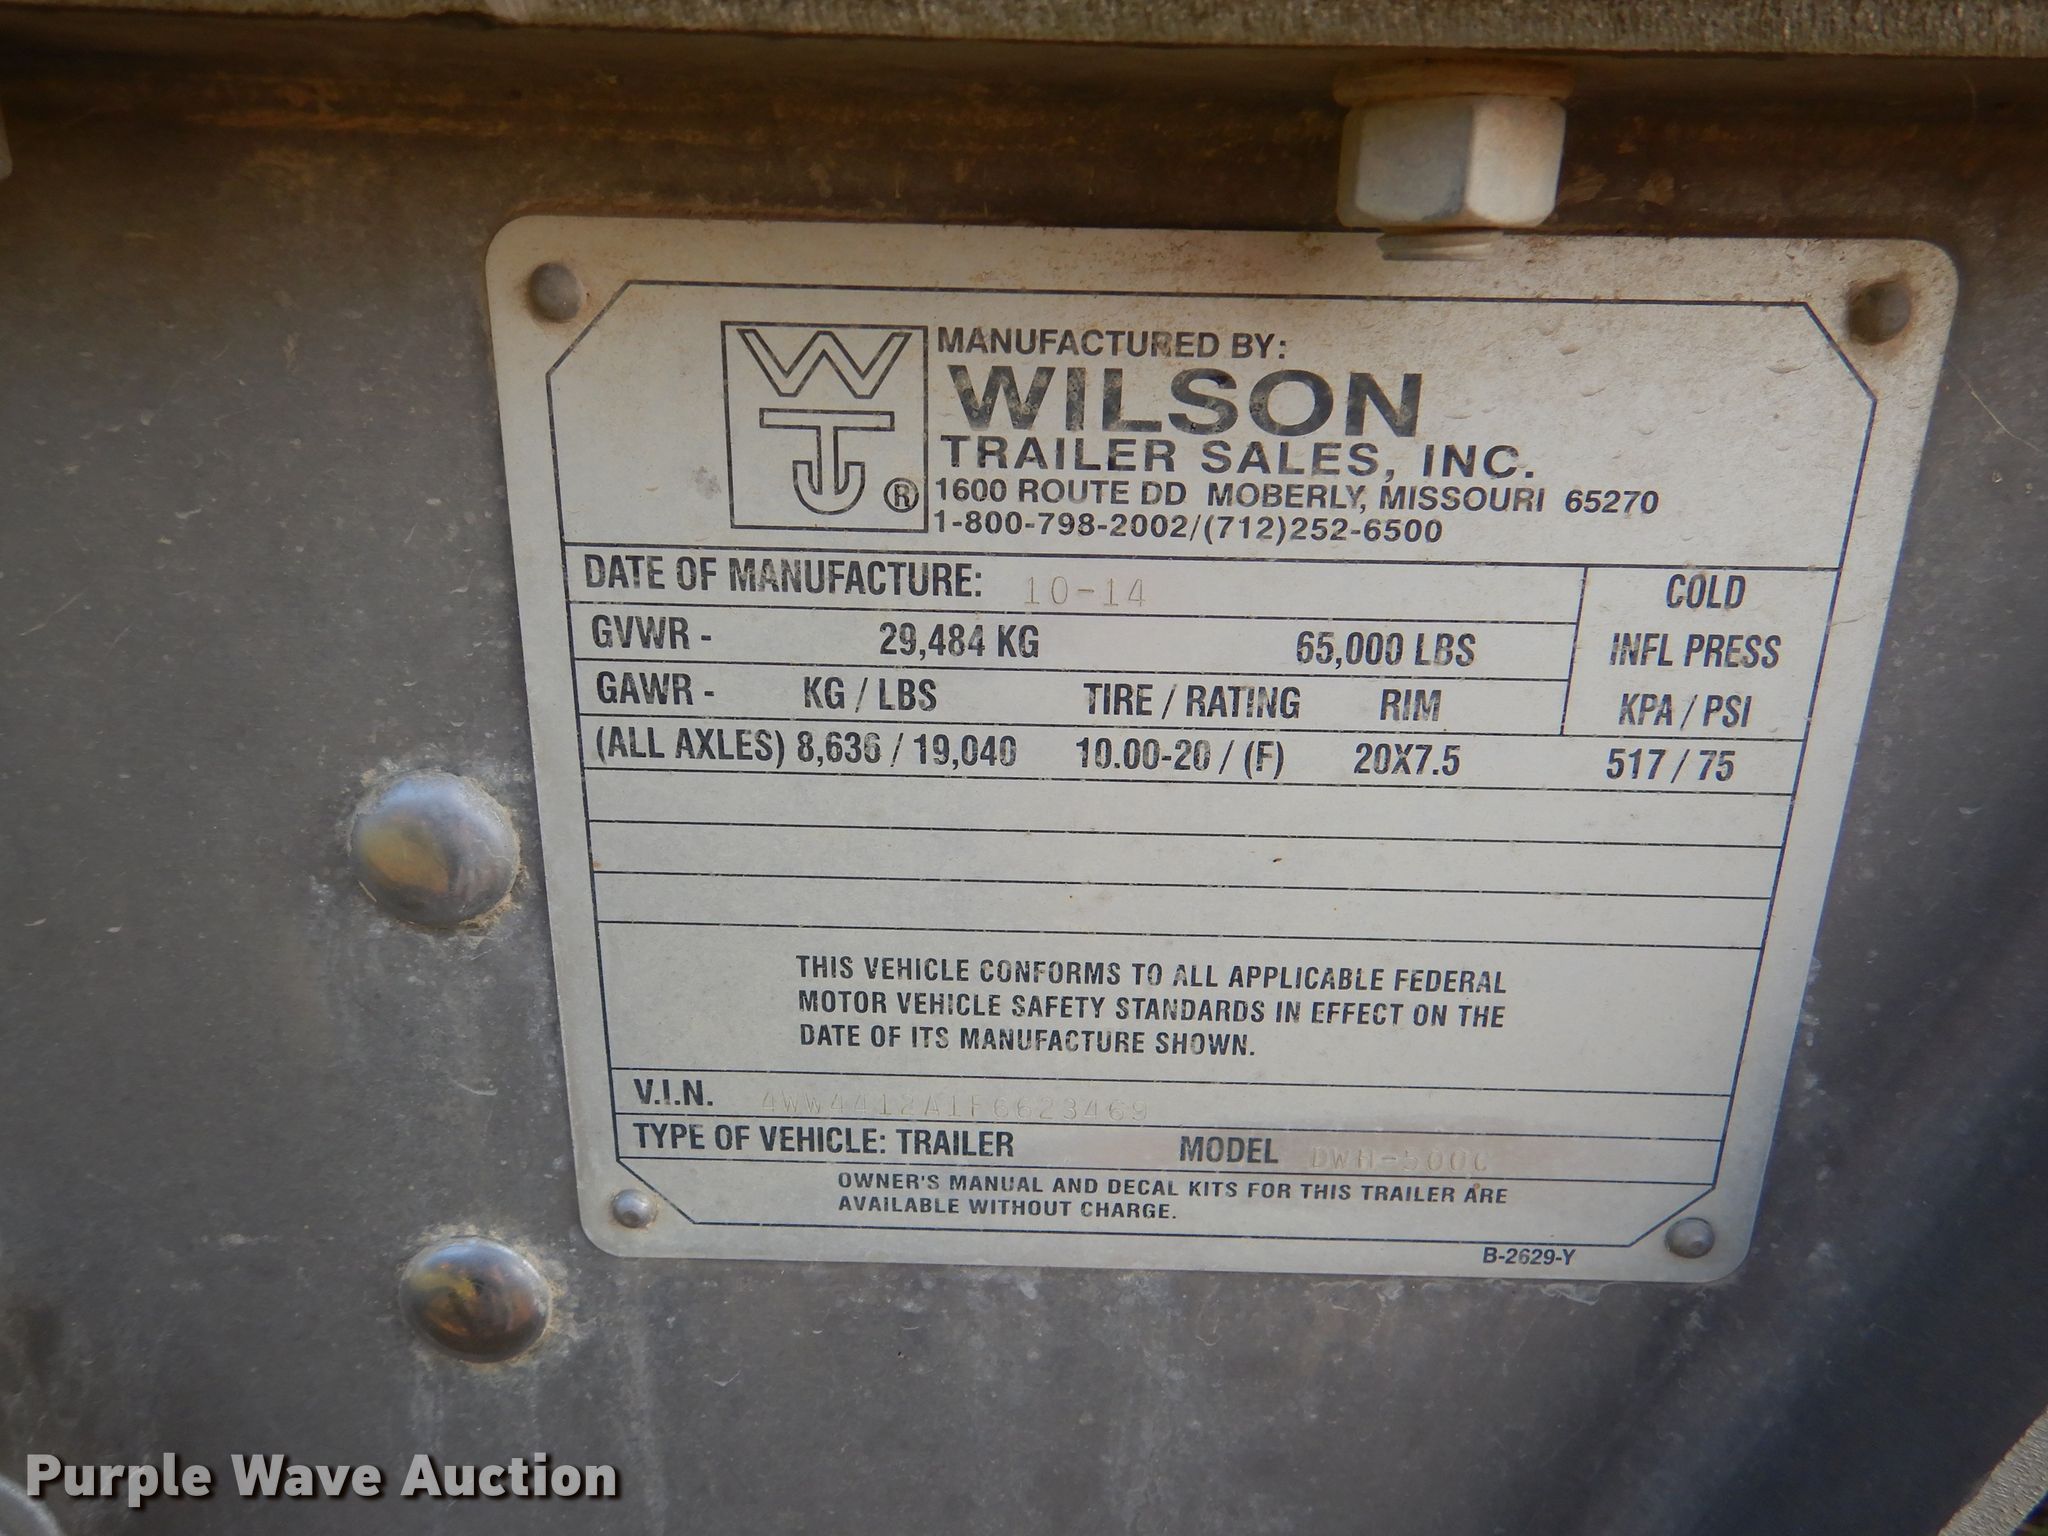 WTJ®
MANUFACTURED BY:
WILSON
TRAILER SALES, INC.
1600 ROUTE DD MOBERLY, MISSOURI 65270
1-800-798-2002/(712)252-6500
DATE OF MANUFACTURE: 10-14
COLD
GVWR - 29,484 KG 65,000 LBS
INFL PRESS
GAWR - KG / LBS TIRE / RATING RIM
KPA / PSI
(ALL AXLES) 8,636 / 19,040 10.00-20 / (F) 20X7.5 517 / 75
THIS VEHICLE CONFORMS TO ALL APPLICABLE FEDERAL
MOTOR VEHICLE SAFETY STANDARDS IN EFFECT ON THE
DATE OF ITS MANUFACTURE SHOWN.
V.I.N. 4WW4412A1F6623469
TYPE OF VEHICLE: TRAILER MODEL DWH-500C
OWNER'S MANUAL AND DECAL KITS FOR THIS TRAILER ARE
AVAILABLE WITHOUT CHARGE.
B-2629-Y
Purple Wave Auction